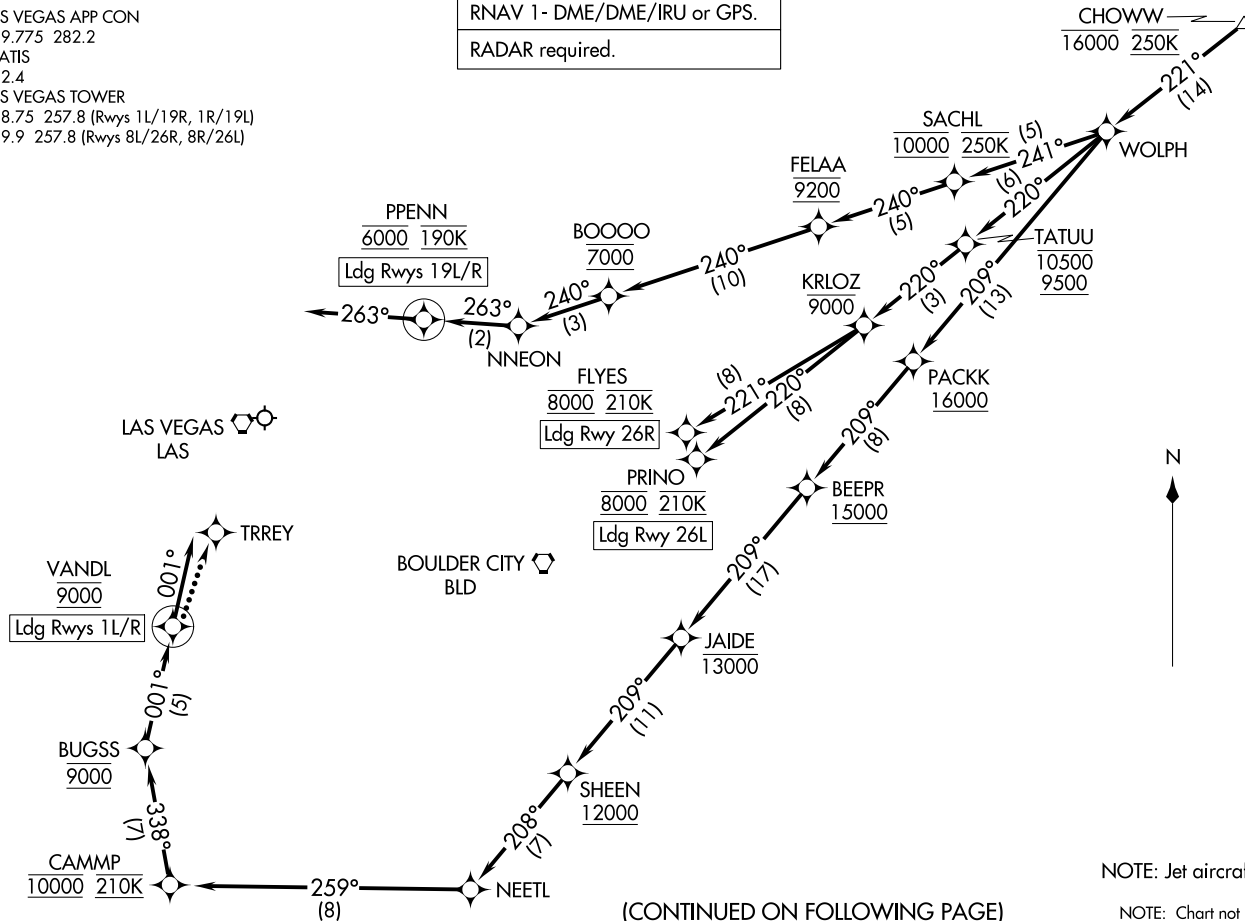 S VEGAS APP CON
9.775 282.2
ATIS
2.4
S VEGAS TOWER
8.75 257.8 (Rwys 1L/19R, 1R/19L)
9.9 257.8 (Rwys 8L/26R, 8R/26L)
RNAV 1- DME/DME/IRU or GPS.
RADAR required.
CHOWW
16000 250K
221°
(14)
WOLPH
SACHL
10000 250K
(5)
241°
(6)
220°
FELAA
9200
240°
(5)
TATUU
10500
9500
PPENN
6000 190K
Ldg Rwys 19L/R
BOOOO
7000
240°
(10)
KRLOZ
9000
220°
(3)
209°
(13)
263°
263°
(2)
240°
(3)
NNEON
FLYES
8000 210K
Ldg Rwy 26R
(8)
221°
220°
(8)
PACKK
16000
LAS VEGAS
LAS
PRINO
8000 210K
Ldg Rwy 26L
209°
(8)
N
BEEPR
15000
TRREY
BOULDER CITY
BLD
209°
(17)
VANDL
9000
Ldg Rwys 1L/R
001°
JAIDE
13000
001°
(5)
209°
(11)
BUGSS
9000
SHEEN
12000
338°
(7)
208°
(7)
CAMMP
10000 210K
259°
(8)
NEETL
NOTE: Jet aircraf
(CONTINUED ON FOLLOWING PAGE)
NOTE: Chart not